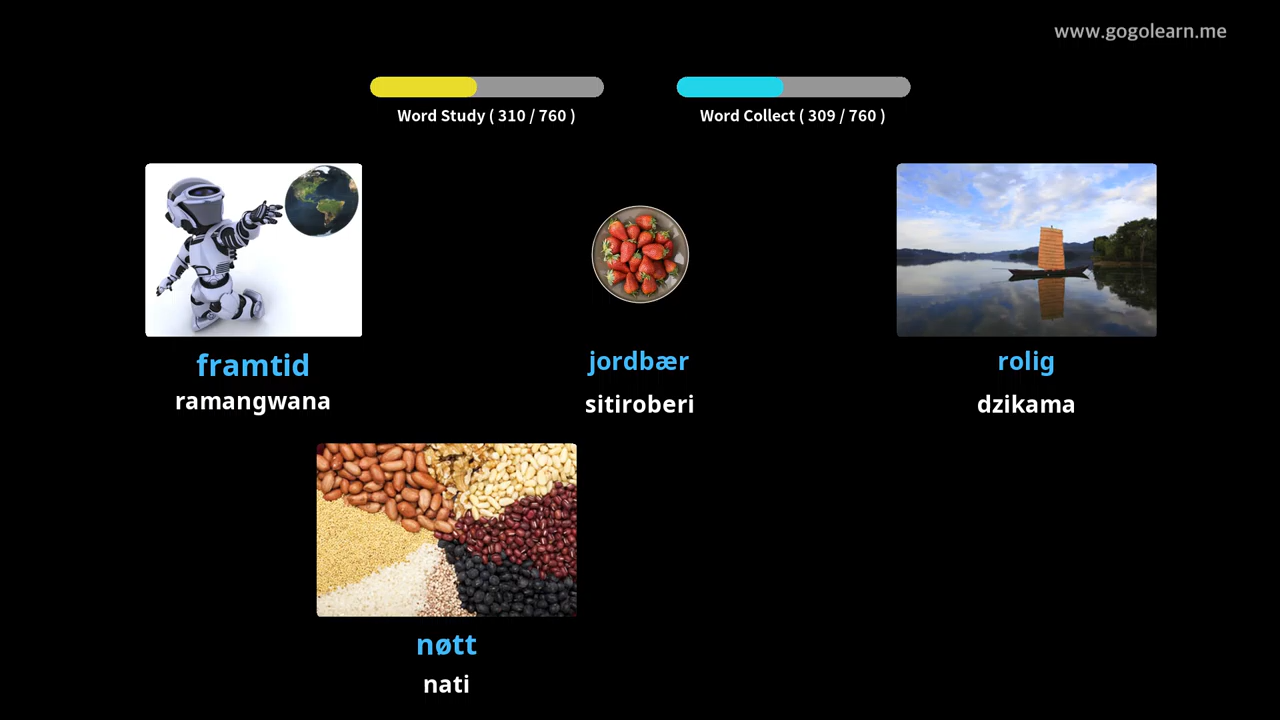 www.gogolearn.me
Word Study ( 310 / 760 )
Word Collect ( 309 / 760 )
framtid
ramangwana
jordbær
sitiroberi
rolig
dzikama
nøtt
nati